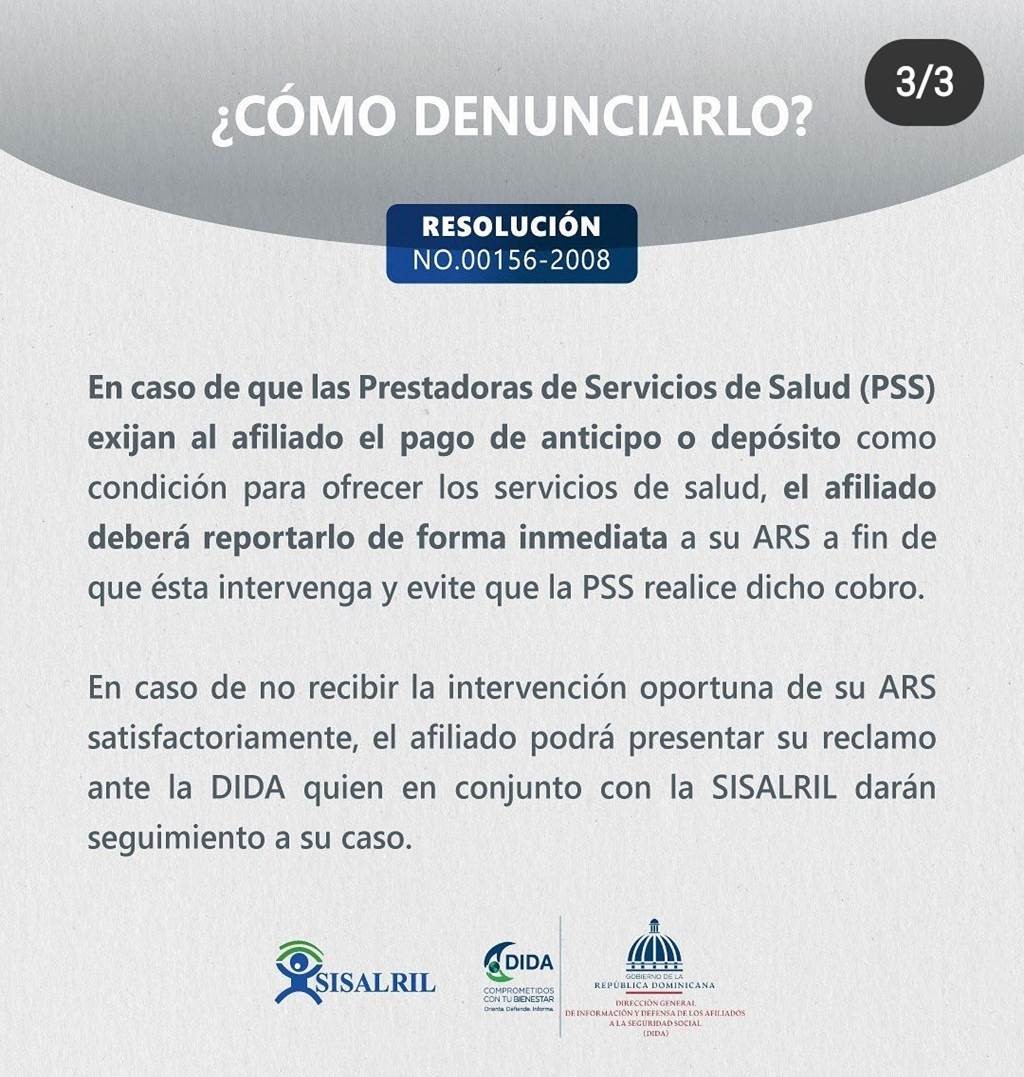 3/3
¿CÓMO DENUNCIARLO?
RESOLUCIÓN
NO.00156-2008
En caso de que las Prestadoras de Servicios de Salud (PSS)
exijan al afiliado el pago de anticipo o depósito como
condición para ofrecer los servicios de salud, el afiliado
deberá reportarlo de forma inmediata a su ARS a fin de
que ésta intervenga y evite que la PSS realice dicho cobro.
En caso de no recibir la intervención oportuna de su ARS
satisfactoriamente, el afiliado podrá presentar su reclamo
ante la DIDA quien en conjunto con la SISALRIL darán
seguimiento a su caso.
SISALRIL
DIDA
COMPROMETIDOS
CON TU BIENESTAR
Orienta. Defiende. Informa.
GOBIERNO DE LA
REPÚBLICA DOMINICANA
DIRECCIÓN GENERAL
DE INFORMACIÓN Y DEFENSA DE LOS AFILIADOS
A LA SEGURIDAD SOCIAL
(DIDA)